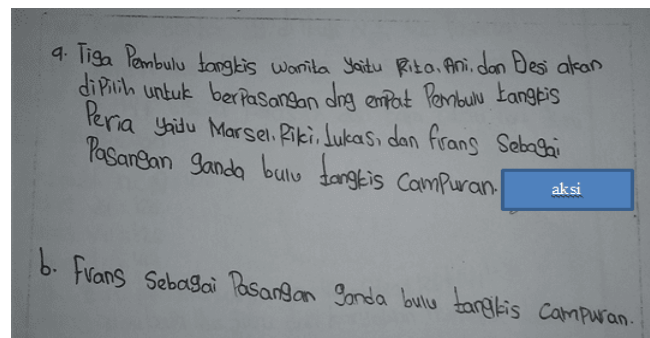 a. Tiga Pembulu tangkis wanita yaitu Rita, Ani, dan Desi akan
diPilih untuk berPasangan dng empat Pembulu tangkis
Peria yaitu Marsel, Riki, Lukas, dan frans Sebagai
Pasangan ganda bulu tangkis CamPuran.
aksi
b. Frans Sebagai Pasangan ganda bulu tangkis CamPuran.